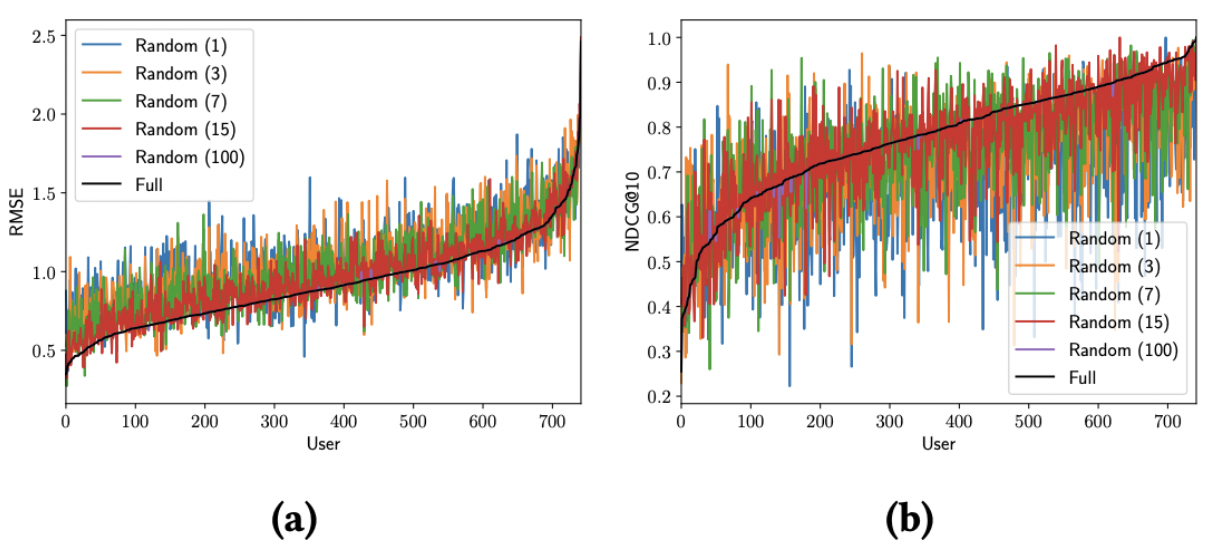 2.5
2.0
1.5
1.0
0.5
RMSE
Random (1)
Random (3)
Random (7)
Random (15)
Random (100)
Full
0 100 200 300 400 500 600 700
User
(a)
1.0
0.9
0.8
0.7
0.6
0.5
0.4
0.3
0.2
NDCG@10
Random (1)
Random (3)
Random (7)
Random (15)
Random (100)
Full
0 100 200 300 400 500 600 700
User
(b)